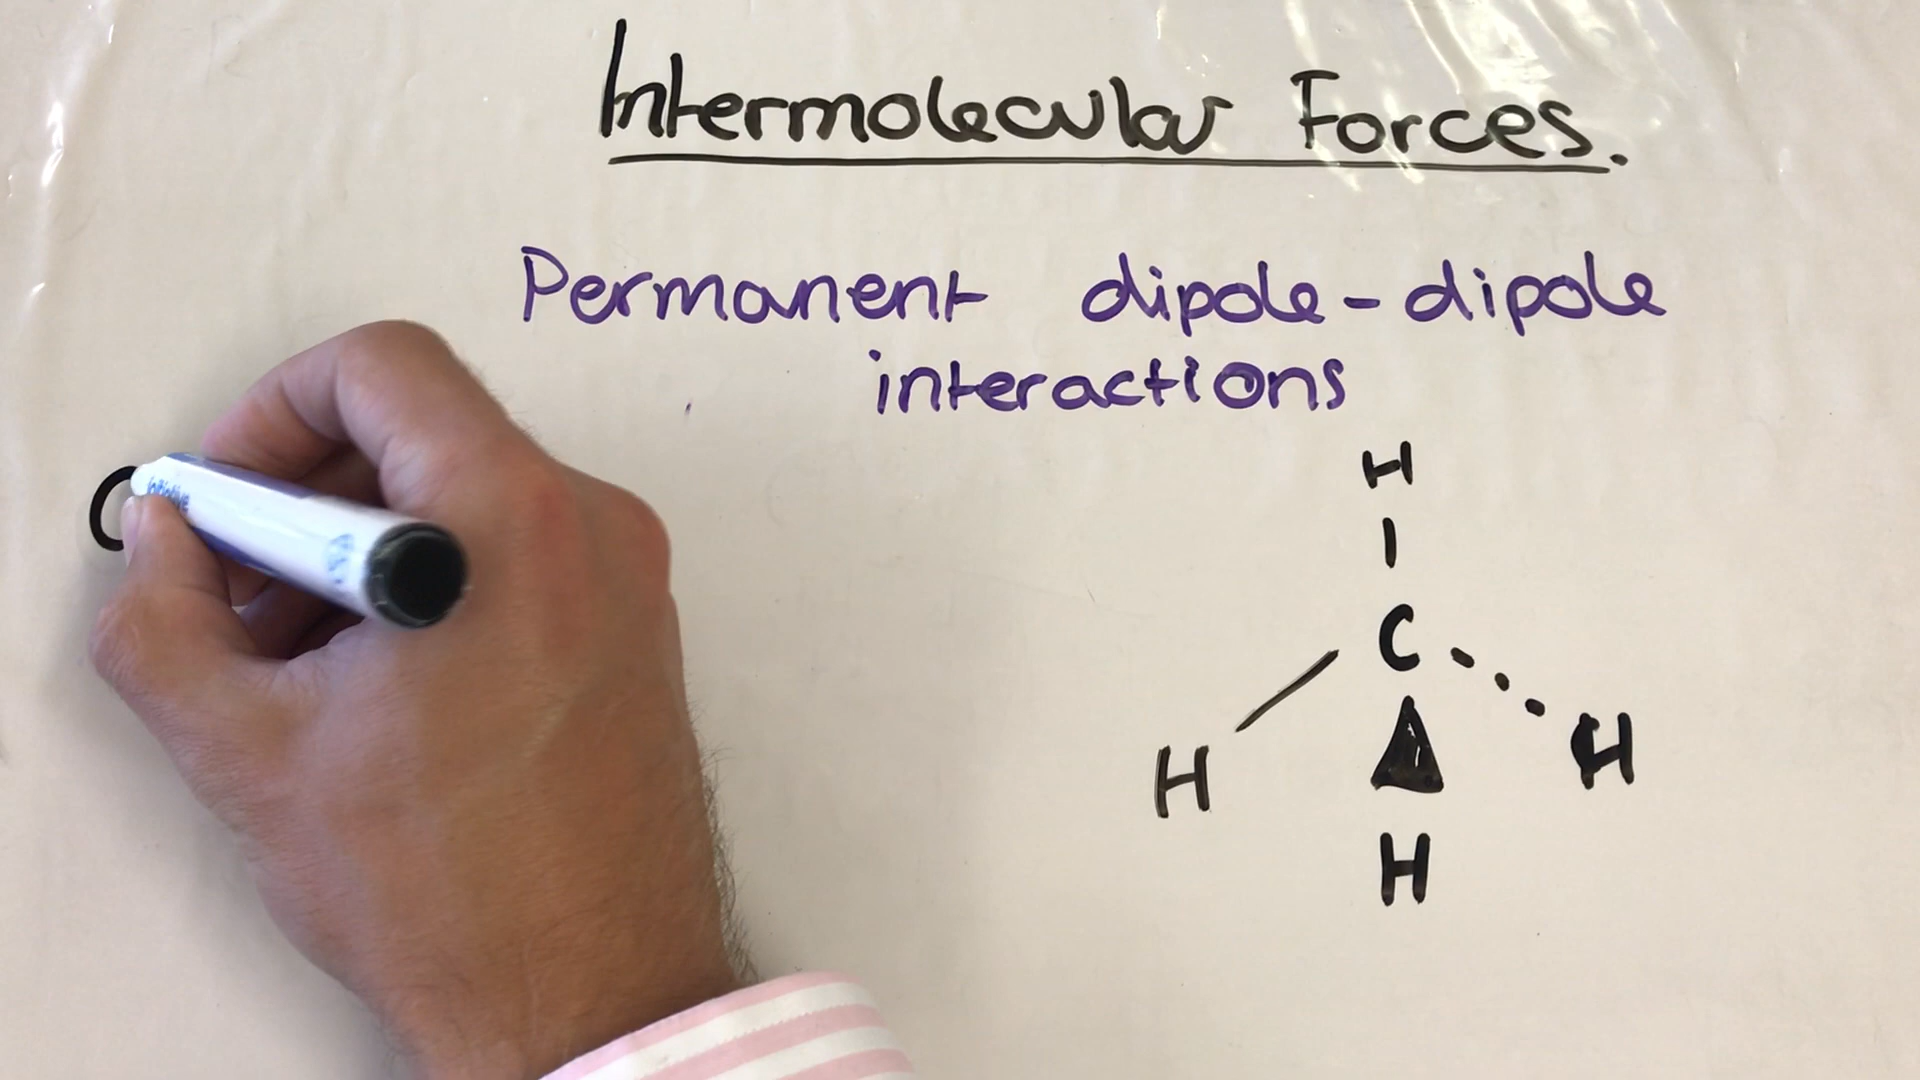 Intermolecular Forces.
Permanent dipole-dipole
interactions
H
C
H
H
H